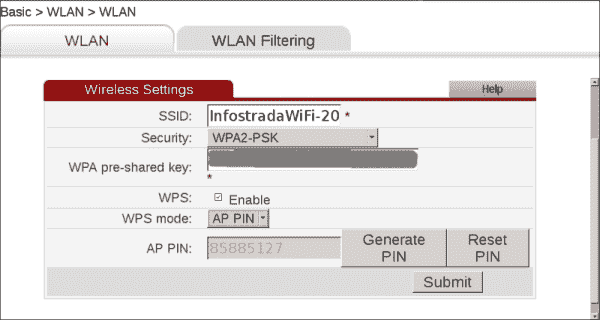 Basic > WLAN > WLAN
WLAN WLAN Filtering
Wireless Settings Help
SSID: InfostradaWiFi-20 *
Security: WPA2-PSK
WPA pre-shared key:
*
WPS: Enable
WPS mode: AP PIN
AP PIN: 85885127 Generate PIN Reset PIN
Submit